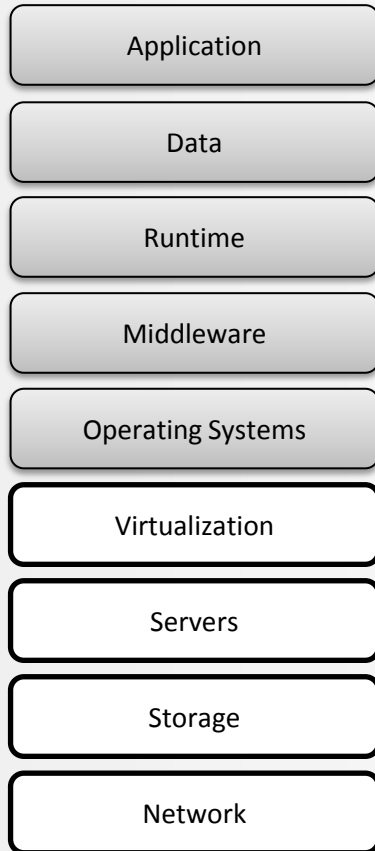 Application
Data
Runtime
Middleware
Operating Systems
Virtualization
Servers
Storage
Network